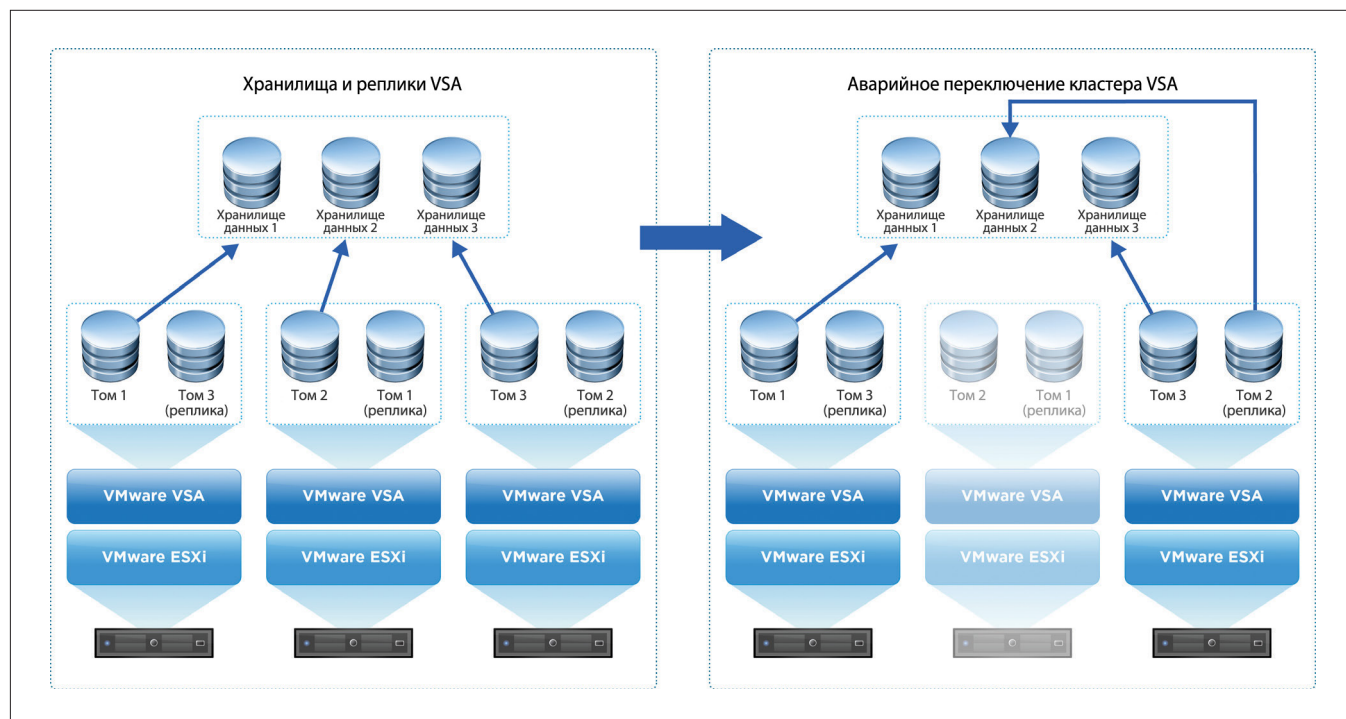 Хранилища и реплики VSA
Хранилище
данных 1
Хранилище
данных 2
Хранилище
данных 3
Том 1
Том 3
(реплика)
Том 2
Том 1
(реплика)
Том 3
Том 2
(реплика)
VMware VSA
VMware VSA
VMware VSA
VMware ESXi
VMware ESXi
VMware ESXi
Аварийное переключение кластера VSA
Хранилище
данных 1
Хранилище
данных 2
Хранилище
данных 3
Том 1
Том 3
(реплика)
Том 2
Том 1
(реплика)
Том 3
Том 2
(реплика)
VMware VSA
VMware VSA
VMware VSA
VMware ESXi
VMware ESXi
VMware ESXi